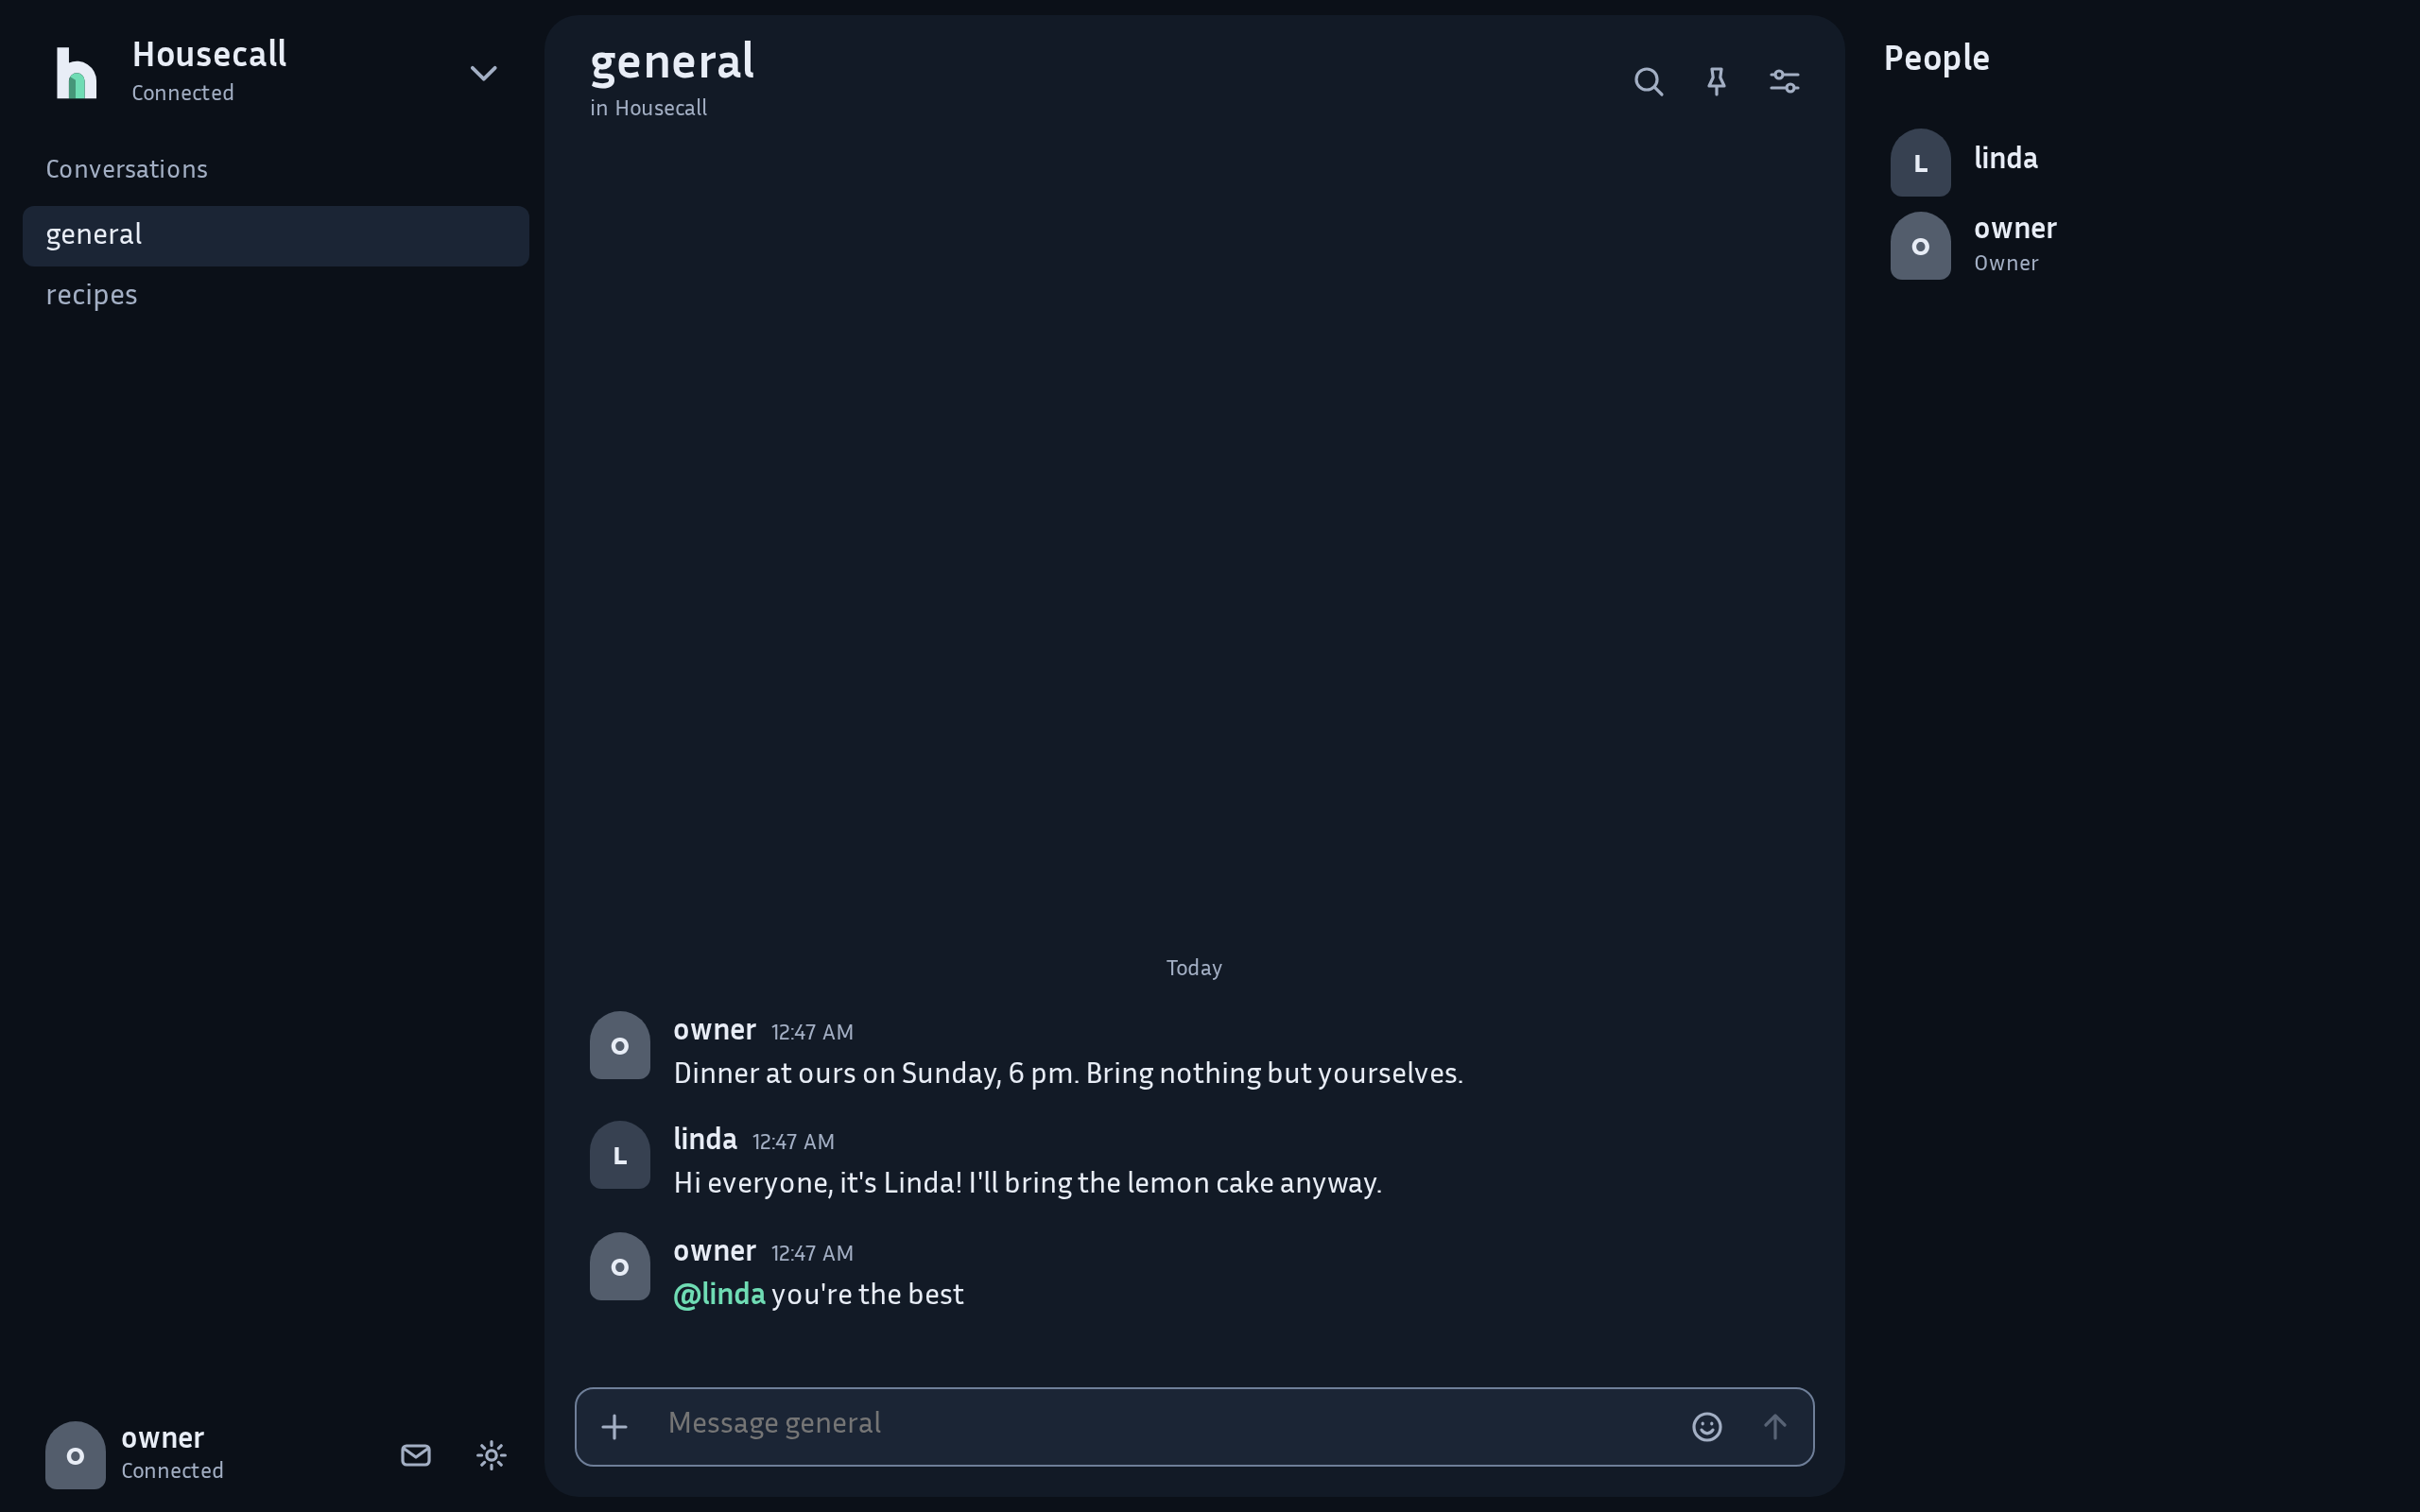 Housecall
Connected
Conversations
general
recipes
owner
Connected
general
in Housecall
Today
owner 12:47 AM
Dinner at ours on Sunday, 6 pm. Bring nothing but yourselves.
linda 12:47 AM
Hi everyone, it's Linda! I'll bring the lemon cake anyway.
owner 12:47 AM
@linda you're the best
Message general
People
L
linda
O
owner
Owner